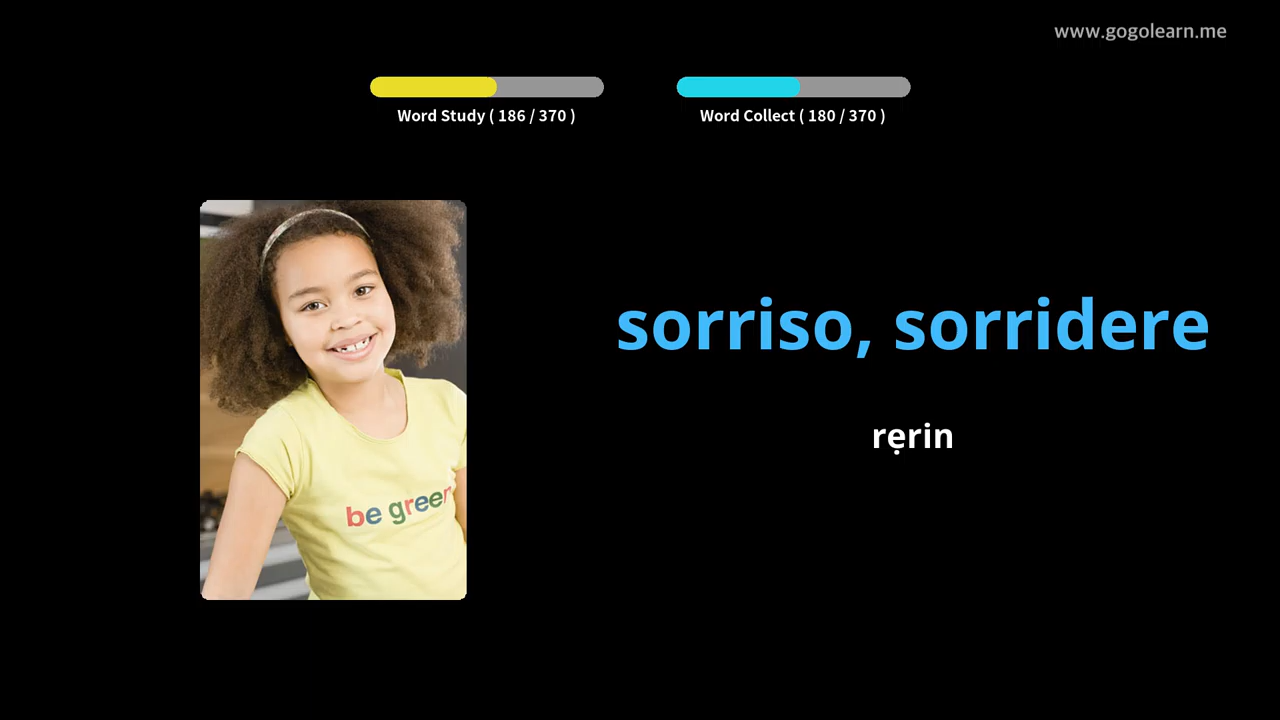 www.gogolearn.me
Word Study ( 186 / 370 )
Word Collect ( 180 / 370 )
sorriso, sorridere
rẹrin
be green